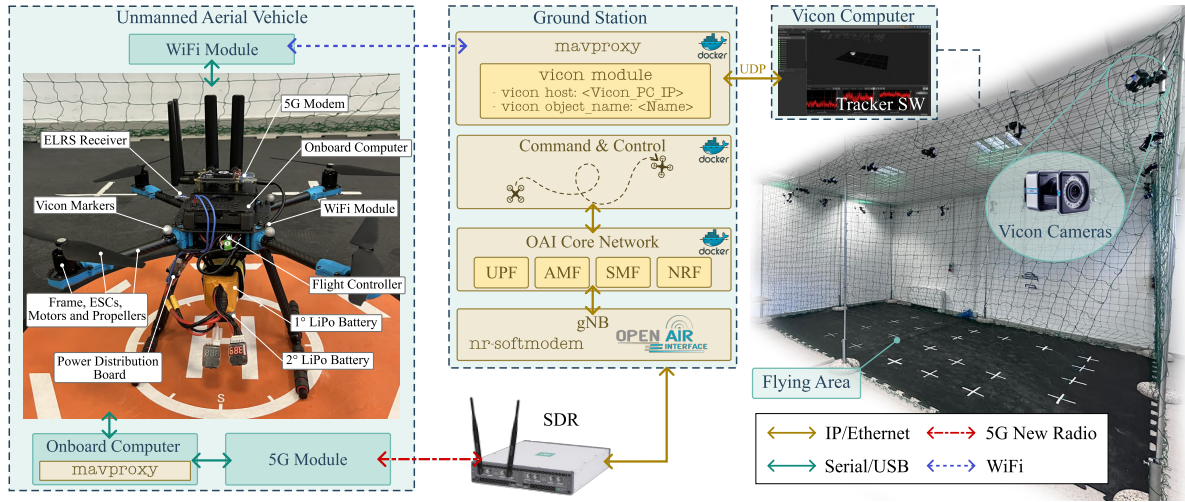 Unmanned Aerial Vehicle
WiFi Module
5G Modem
ELRS Receiver
Onboard Computer
Vicon Markers
WiFi Module
Flight Controller
Frame, ESCs,
Motors and Propellers
1° LiPo Battery
2° LiPo Battery
Power Distribution
Board
S
Onboard Computer
mavproxy
5G Module
Ground Station
mavproxy
docker
vicon module
- vicon host: <Vicon_PC_IP>
- vicon object_name: <Name>
Command & Control
docker
OAI Core Network
docker
UPF
AMF
SMF
NRF
gNB
nr-softmodem
OPEN AIR
INTERFACE
SDR
UDP
Vicon Computer
Tracker SW
Vicon Cameras
Flying Area
IP/Ethernet
5G New Radio
Serial/USB
WiFi